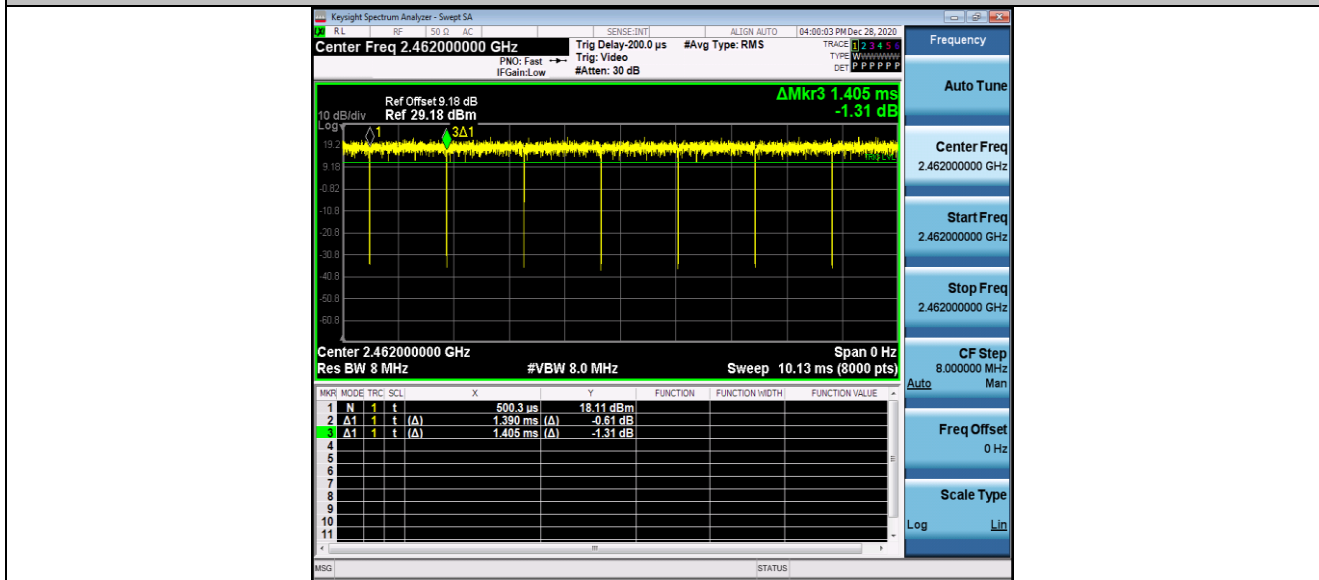 Keysight Spectrum Analyzer - Swept SA
RL RF 50 Ω AC SENSE:INT ALIGN AUTO 04:00:03 PM Dec 28, 2020
Center Freq 2.462000000 GHz
PNO: Fast
IFGain:Low
Trig Delay-200.0 µs
Trig: Video
#Atten: 30 dB
#Avg Type: RMS
TRACE 1 2 3 4 5 6
TYPE WWWWWW
DET P P P P P P
ΔMkr3 1.405 ms
-1.31 dB
Ref Offset 9.18 dB
10 dB/div Ref 29.18 dBm
Log
1
3Δ1
19.2
9.18
-0.82
-10.8
-20.8
-30.8
-40.8
-50.8
-60.8
Center 2.462000000 GHz Span 0 Hz
Res BW 8 MHz #VBW 8.0 MHz Sweep 10.13 ms (8000 pts)
MKR MODE TRC SCL X Y FUNCTION FUNCTION WIDTH FUNCTION VALUE
1 N 1 t 500.3 µs 18.11 dBm
2 Δ1 1 t (Δ) 1.390 ms (Δ) -0.61 dB
3 Δ1 1 t (Δ) 1.405 ms (Δ) -1.31 dB
4
5
6
7
8
9
10
11
MSG STATUS
Frequency
Auto Tune
Center Freq
2.462000000 GHz
Start Freq
2.462000000 GHz
Stop Freq
2.462000000 GHz
CF Step
8.000000 MHz
Auto Man
Freq Offset
0 Hz
Scale Type
Log Lin